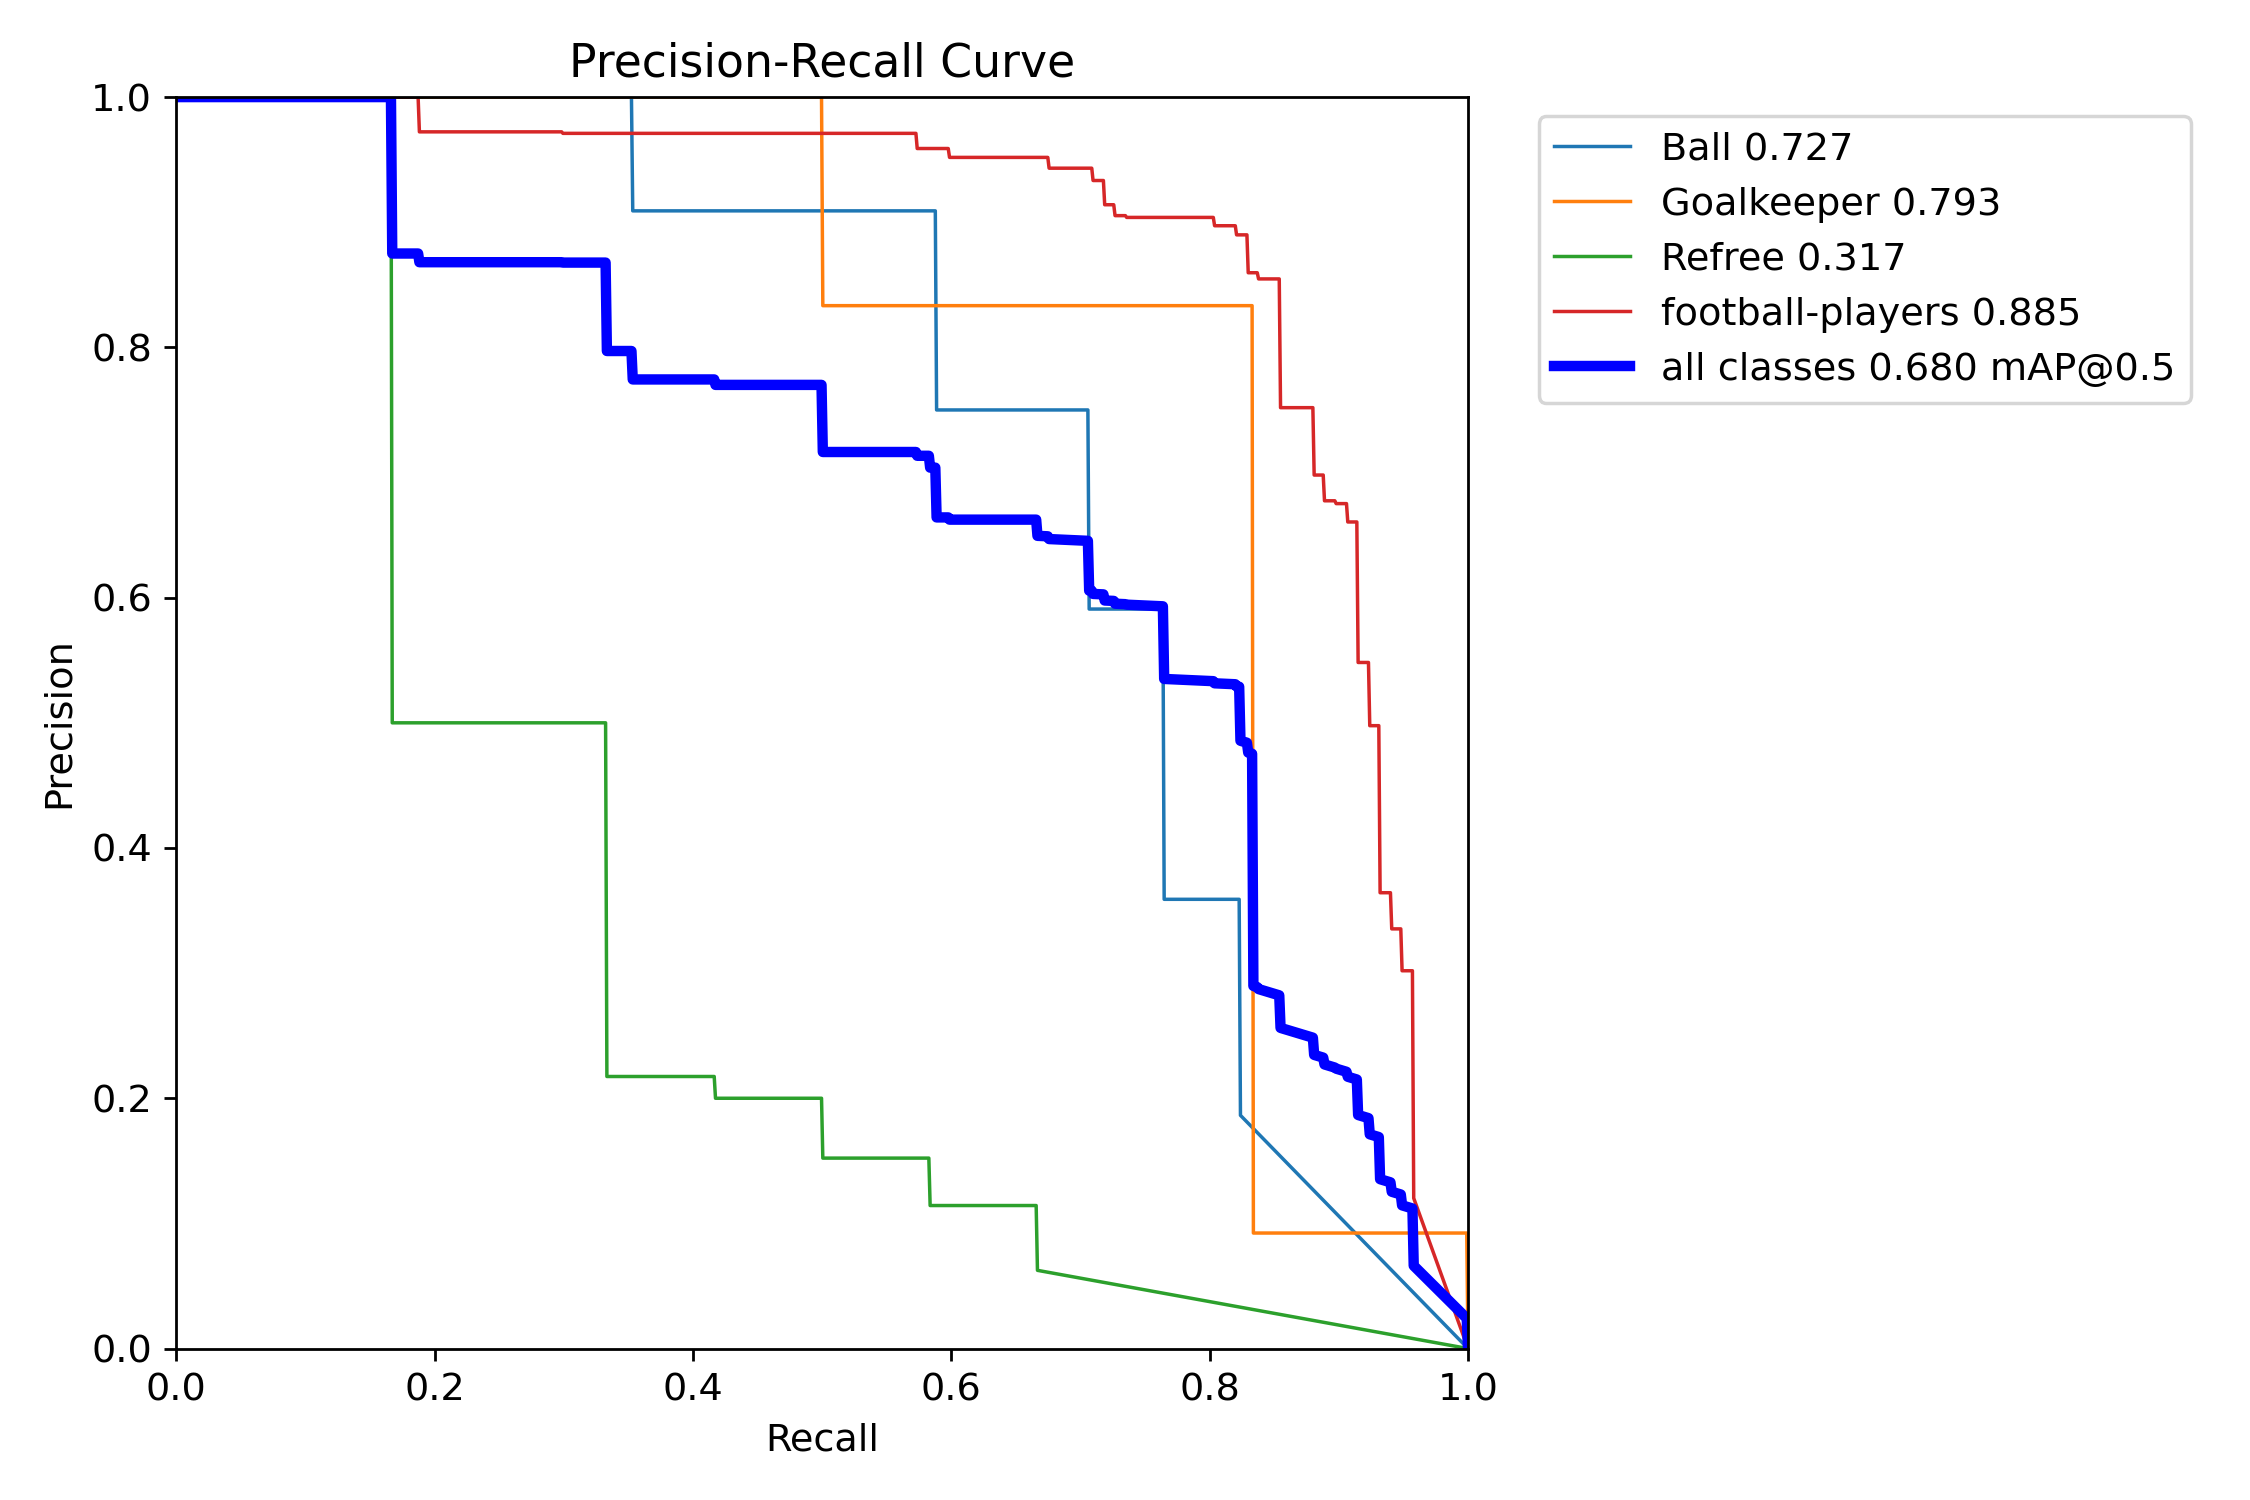 Precision-Recall Curve
1.0
0.8
0.6
0.4
0.2
0.0
Precision
0.0 0.2 0.4 0.6 0.8 1.0
Recall
Ball 0.727
Goalkeeper 0.793
Refree 0.317
football-players 0.885
all classes 0.680 mAP@0.5